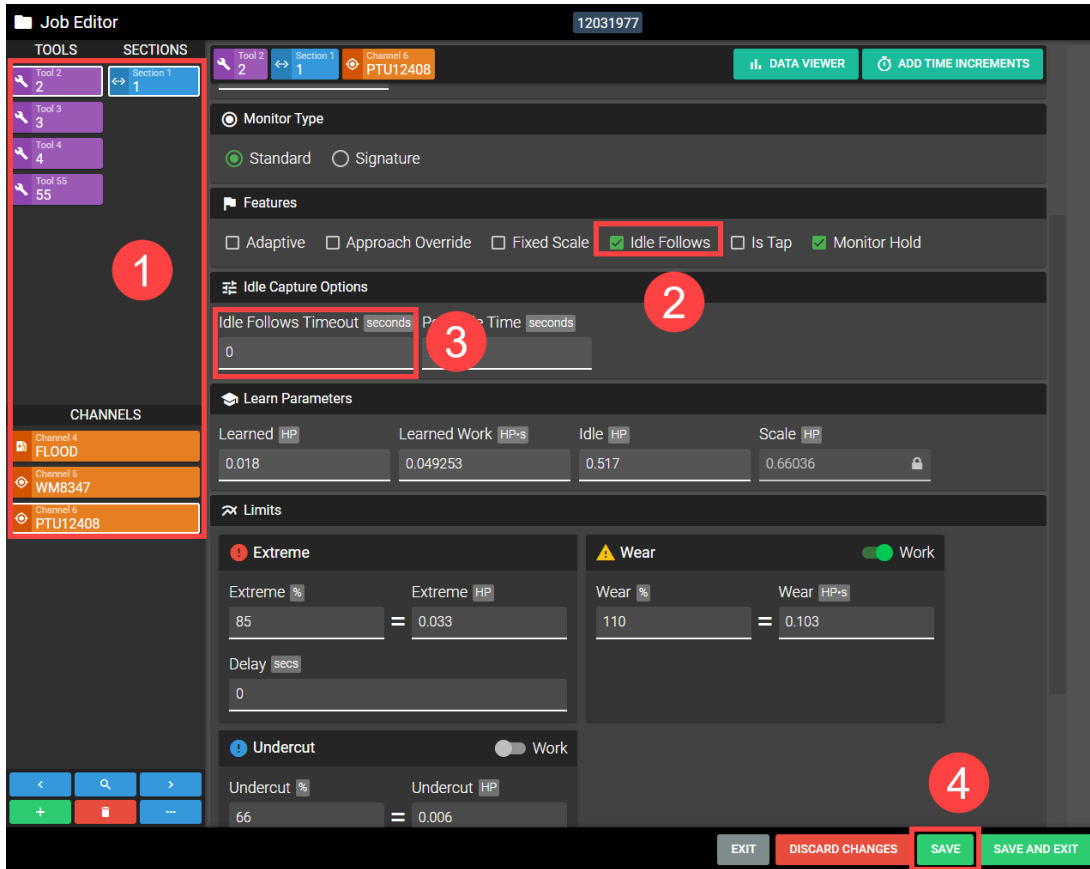 Job Editor
12031977
TOOLS SECTIONS
Tool 2
2
Section 1
1
Tool 3
3
Tool 4
4
Tool 55
55
1
CHANNELS
Channel 4
FLOOD
Channel 5
WM8347
Channel 6
PTU12408
< >
+ ...
Tool 2
2
Section 1
1
Channel 6
PTU12408
DATA VIEWER ADD TIME INCREMENTS
Monitor Type
Standard Signature
Features
Adaptive Approach Override Fixed Scale Idle Follows Is Tap Monitor Hold
2
Idle Capture Options
Idle Follows Timeout seconds Time seconds
0
3
Learn Parameters
Learned HP Learned Work HP•s Idle HP Scale HP
0.018 0.049253 0.517 0.66036
Limits
Extreme
Extreme % Extreme HP
85 = 0.033
Delay secs
0
Wear Work
Wear % Wear HP•s
110 = 0.103
Undercut Work
Undercut % Undercut HP
66 = 0.006
4
EXIT DISCARD CHANGES SAVE SAVE AND EXIT